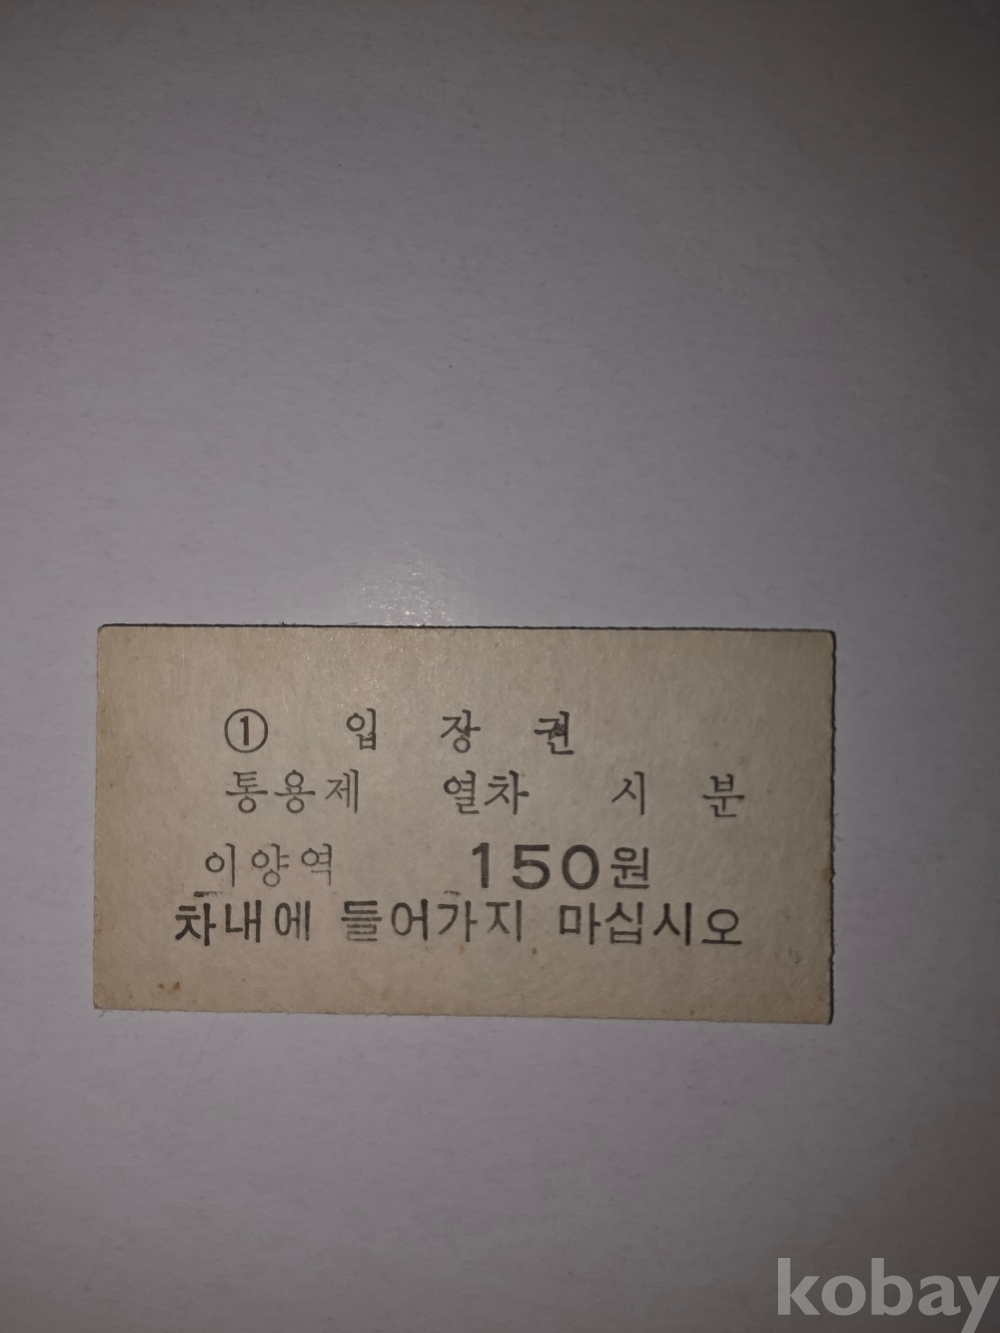 ① 입 장 권
통용제 열차 시 분
이양역 150원
차내에 들어가지 마십시오
kobay